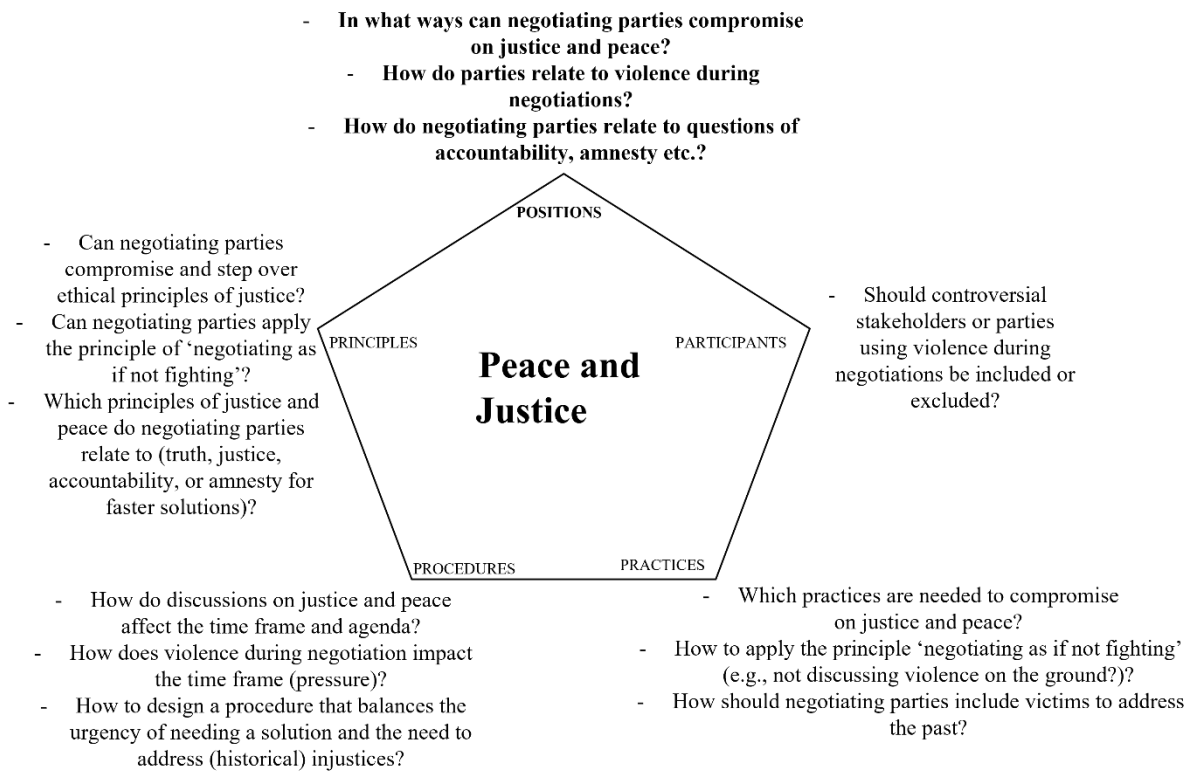 - In what ways can negotiating parties compromise
on justice and peace?
- How do parties relate to violence during
negotiations?
- How do negotiating parties relate to questions of
accountability, amnesty etc.?
POSITIONS
- Can negotiating parties
compromise and step over
ethical principles of justice?
- Can negotiating parties apply
the principle of ‘negotiating as
if not fighting’?
- Which principles of justice and
peace do negotiating parties
relate to (truth, justice,
accountability, or amnesty for
faster solutions)?
PRINCIPLES
Peace and
Justice
PARTICIPANTS
- Should controversial
stakeholders or parties
using violence during
negotiations be included or
excluded?
PROCEDURES
- How do discussions on justice and peace
affect the time frame and agenda?
- How does violence during negotiation impact
the time frame (pressure)?
- How to design a procedure that balances the
urgency of needing a solution and the need to
address (historical) injustices?
PRACTICES
- Which practices are needed to compromise
on justice and peace?
- How to apply the principle ‘negotiating as if not fighting’
(e.g., not discussing violence on the ground?)?
- How should negotiating parties include victims to address
the past?